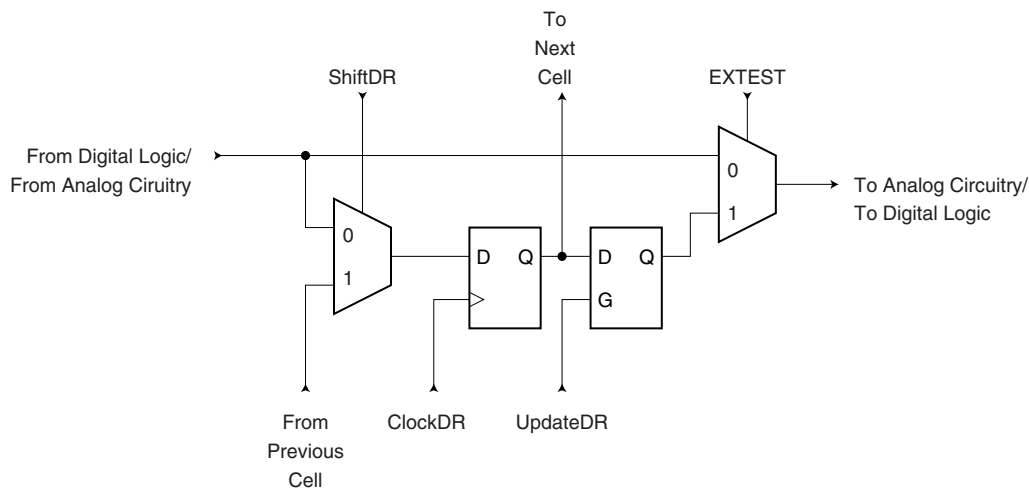 To
Next
Cell
ShiftDR
EXTEST
From Digital Logic/
From Analog Ciruitry
0
1
D Q
D Q
G
0
1
To Analog Circuitry/
To Digital Logic
From
Previous
Cell
ClockDR
UpdateDR